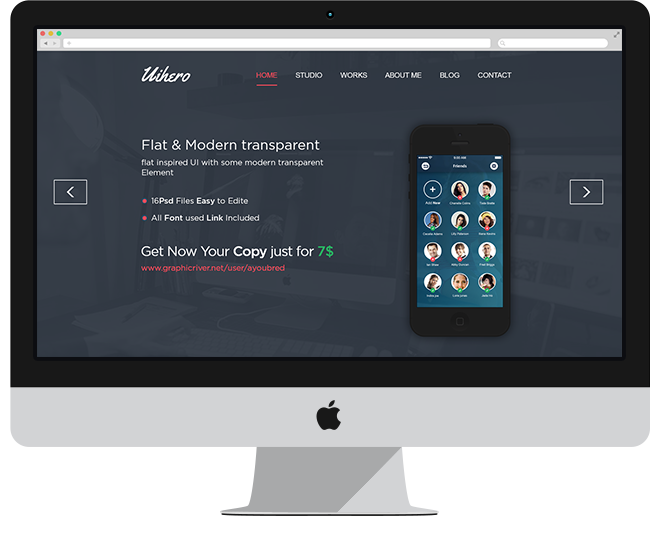 Uihero
HOME STUDIO WORKS ABOUT ME BLOG CONTACT
Flat & Modern transparent
flat inspired UI with some modern transparent
Element
16Psd Files Easy to Edite
All Font used Link Included
Get Now Your Copy just for 7$
www.graphicriver.net/user/ayoubred
Friends
Add New